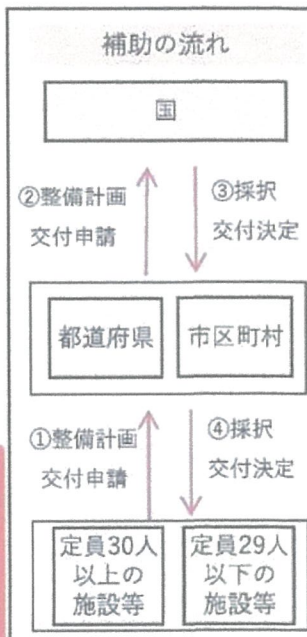 補助の流れ
国
②整備計画
交付申請
③採択
交付決定
都道府県
市区町村
①整備計画
交付申請
④採択
交付決定
定員30人
以上の
施設等
定員29人
以下の
施設等